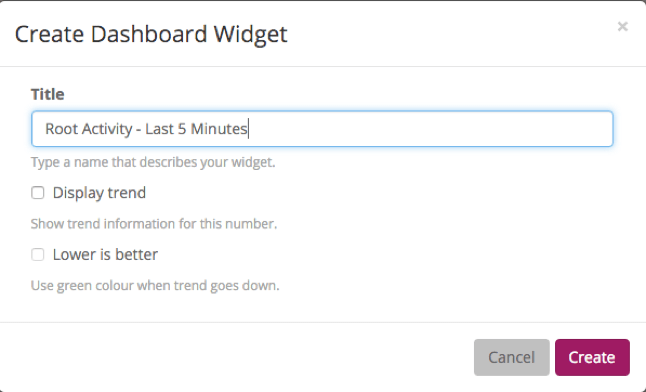 Create Dashboard Widget
×
Title
Root Activity - Last 5 Minutes
Type a name that describes your widget.
Display trend
Show trend information for this number.
Lower is better
Use green colour when trend goes down.
Cancel Create